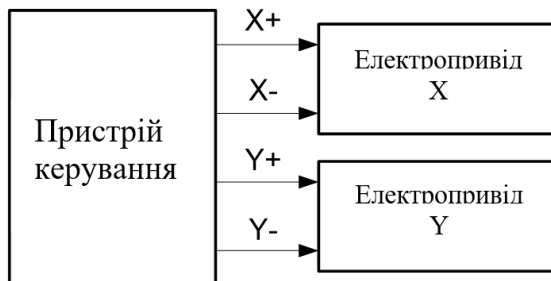 X+
Електропривід
X
X-
Пристрій
керування
Y+
Електропривід
Y
Y-